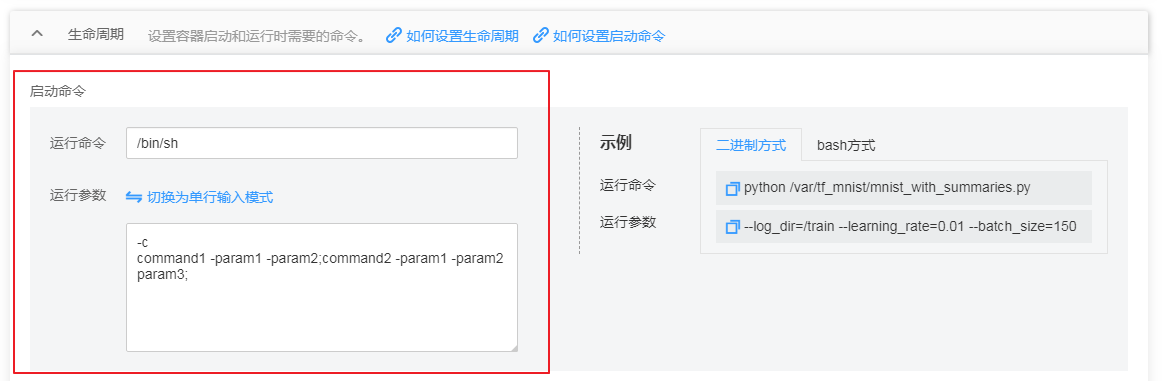 生命周期 设置容器启动和运行时需要的命令。 如何设置生命周期 如何设置启动命令
启动命令
运行命令 /bin/sh
运行参数 切换为单行输入模式
-c
command1 -param1 -param2;command2 -param1 -param2
param3;
示例 二进制方式 bash方式
运行命令 python /var/tf_mnist/mnist_with_summaries.py
运行参数 --log_dir=/train --learning_rate=0.01 --batch_size=150